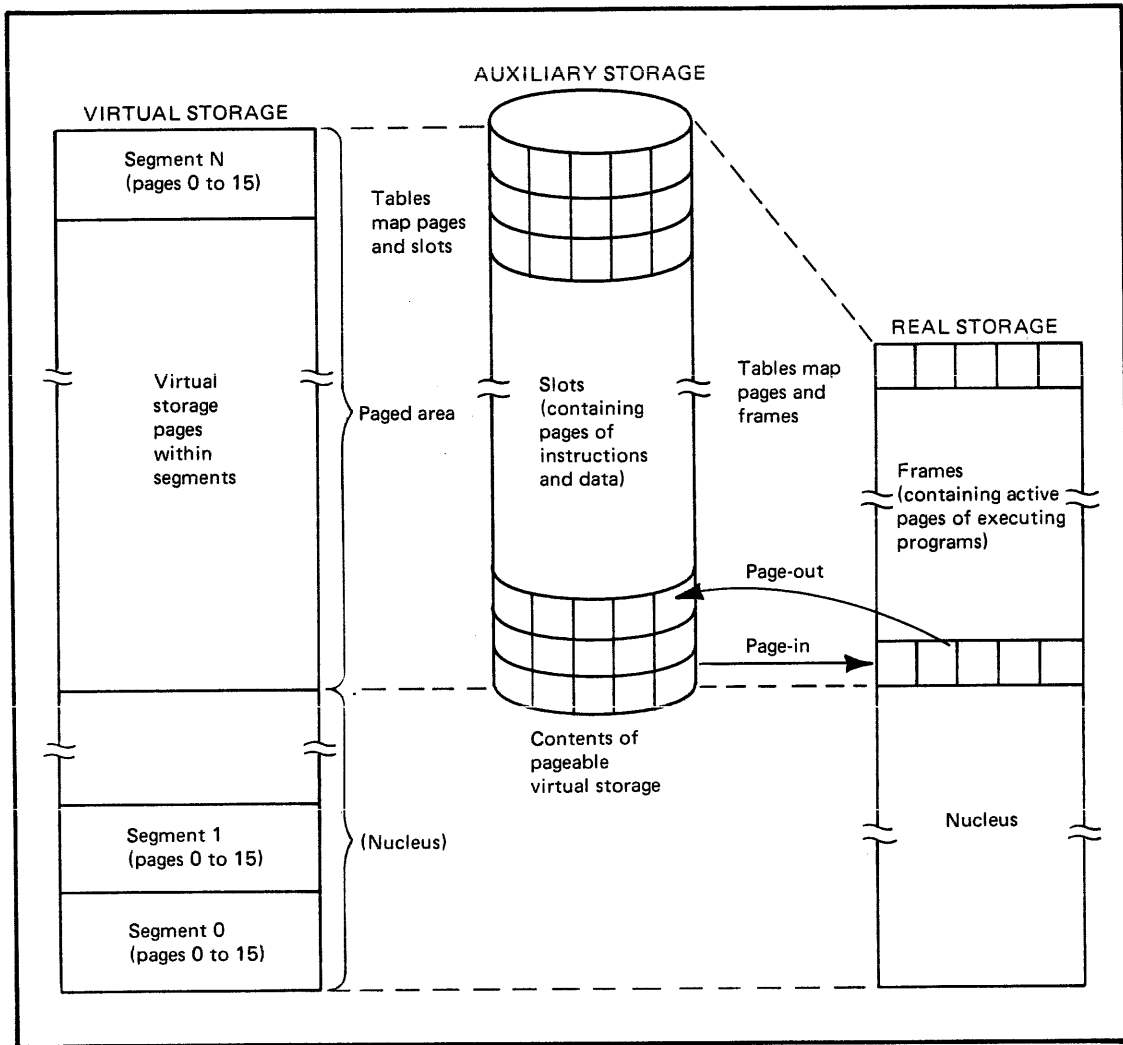 AUXILIARY STORAGE
VIRTUAL STORAGE
Segment N
(pages 0 to 15)
Tables
map pages
and slots
REAL STORAGE
Virtual
storage
pages
within
segments
Paged area
Slots
(containing
pages of
instructions
and data)
Tables map
pages and
frames
Frames
(containing active
pages of executing
programs)
Page-out
Page-in
Contents of
pageable
virtual storage
Segment 1
(pages 0 to 15)
(Nucleus)
Nucleus
Segment 0
(pages 0 to 15)